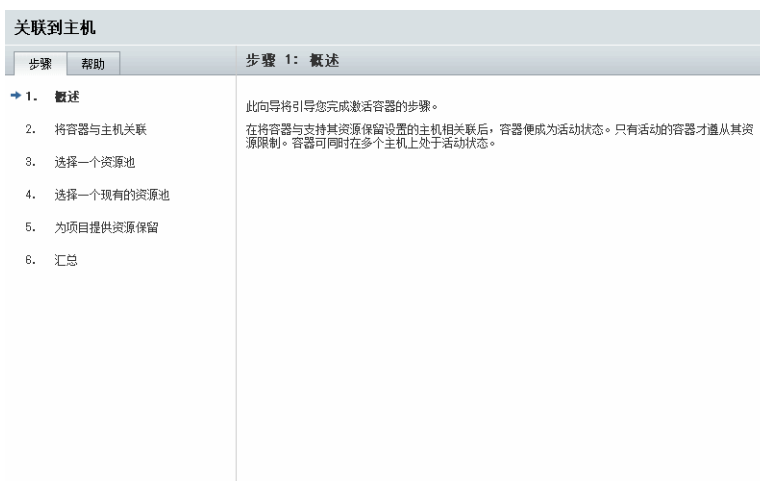 关联到主机
步骤 帮助
步骤 1: 概述
1. 概述
2. 将容器与主机关联
3. 选择一个资源池
4. 选择一个现有的资源池
5. 为项目提供资源保留
6. 汇总
此向导将引导您完成激活容器的步骤。
在将容器与支持其资源保留设置的主机相关联后，容器便成为活动状态。只有活动的容器才遵从其资
源限制。容器可同时在多个主机上处于活动状态。